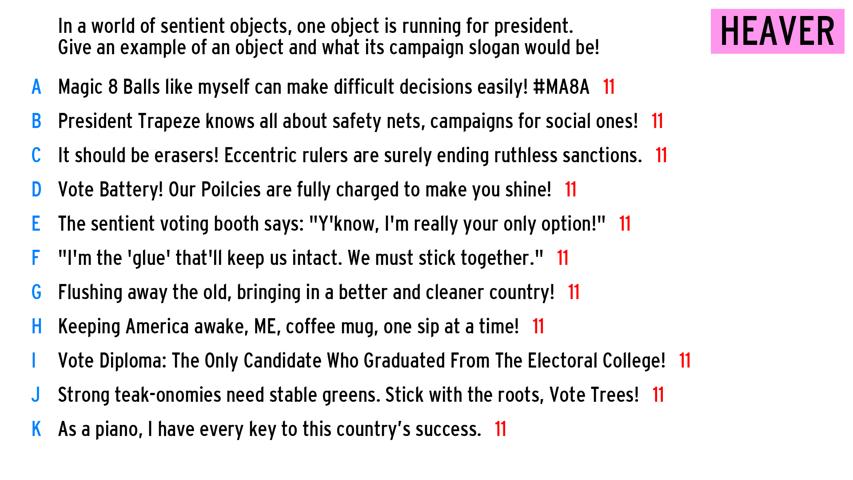 In a world of sentient objects, one object is running for president.
Give an example of an object and what its campaign slogan would be!
HEAVER
A Magic 8 Balls like myself can make difficult decisions easily! #MA8A 11
B President Trapeze knows all about safety nets, campaigns for social ones! 11
C It should be erasers! Eccentric rulers are surely ending ruthless sanctions. 11
D Vote Battery! Our Poilcies are fully charged to make you shine! 11
E The sentient voting booth says: "Y'know, I'm really your only option!" 11
F "I'm the 'glue' that'll keep us intact. We must stick together." 11
G Flushing away the old, bringing in a better and cleaner country! 11
H Keeping America awake, ME, coffee mug, one sip at a time! 11
I Vote Diploma: The Only Candidate Who Graduated From The Electoral College! 11
J Strong teak-onomies need stable greens. Stick with the roots, Vote Trees! 11
K As a piano, I have every key to this country’s success. 11